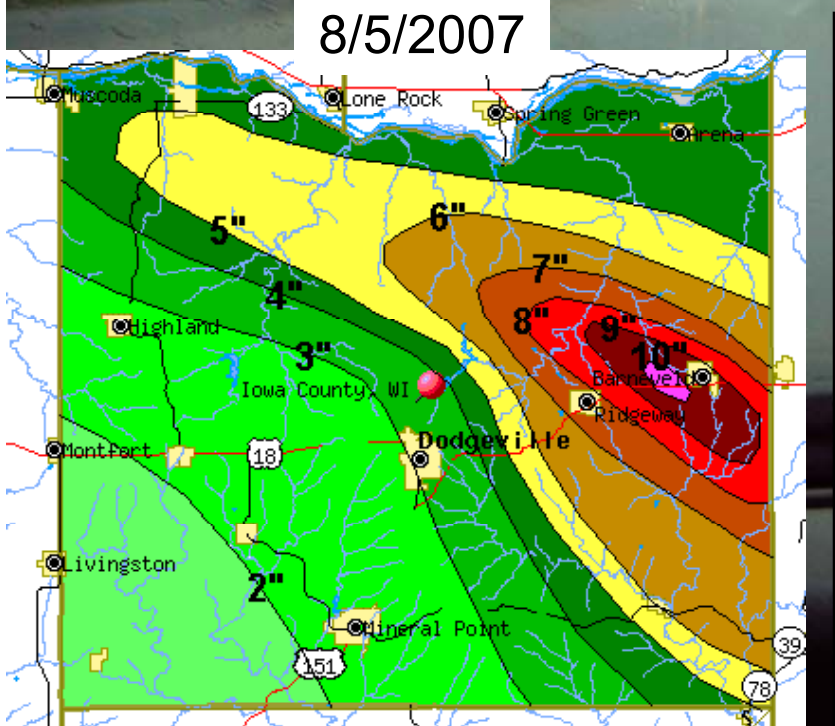 8/5/2007
Muscoda
133
Lone Rock
Spring Green
Arena
5"
6"
4"
7"
8"
9"
Highland
3"
10"
Iowa County, WI
Barneveld
Ridgeway
Montfort
18
Dodgeville
Livingston
2"
Mineral Point
39
151
78